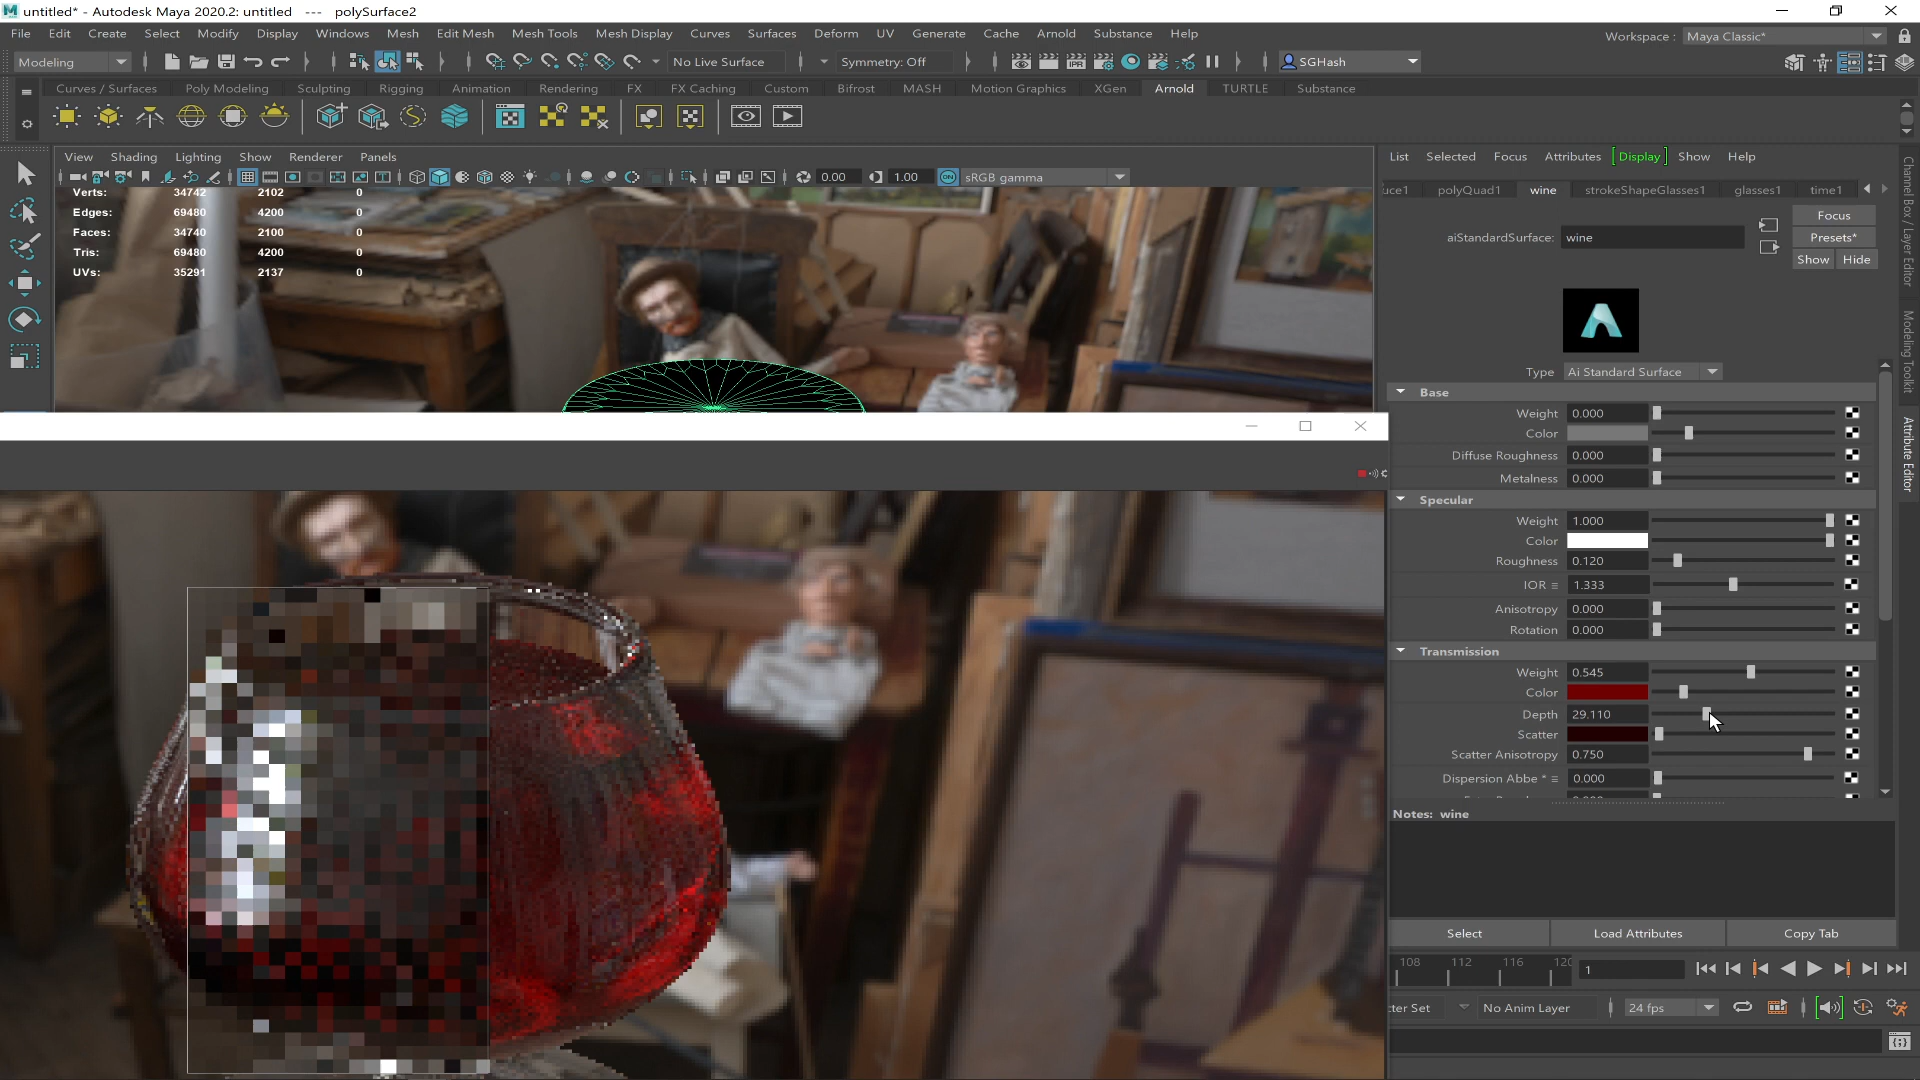 untitled* - Autodesk Maya 2020.2: untitled --- polySurface2
File Edit Create Select Modify Display Windows Mesh Edit Mesh Mesh Tools Mesh Display Curves Surfaces Deform UV Generate Cache Arnold Substance Help Workspace : Maya Classic*
Modeling No Live Surface Symmetry: Off SGHash
Curves / Surfaces Poly Modeling Sculpting Rigging Animation Rendering FX FX Caching Custom Bifrost MASH Motion Graphics XGen Arnold TURTLE Substance
View Shading Lighting Show Renderer Panels
0.00 1.00 ON sRGB gamma
Verts: 34742 2102 0
Edges: 69480 4200 0
Faces: 34740 2100 0
Tris: 69480 4200 0
UVs: 35291 2137 0
List Selected Focus Attributes Display Show Help
uce1 polyQuad1 wine strokeShapeGlasses1 glasses1 time1
Focus
aiStandardSurface: wine Presets*
Show Hide
Type Ai Standard Surface
Base
Weight 0.000
Color
Diffuse Roughness 0.000
Metalness 0.000
Specular
Weight 1.000
Color
Roughness 0.120
IOR = 1.333
Anisotropy 0.000
Rotation 0.000
Transmission
Weight 0.545
Color
Depth 29.110
Scatter
Scatter Anisotropy 0.750
Dispersion Abbe * = 0.000
Notes: wine
Select Load Attributes Copy Tab
108 112 116 120 1
cter Set No Anim Layer 24 fps
Channel Box / Layer Editor
Modeling Toolkit
Attribute Editor